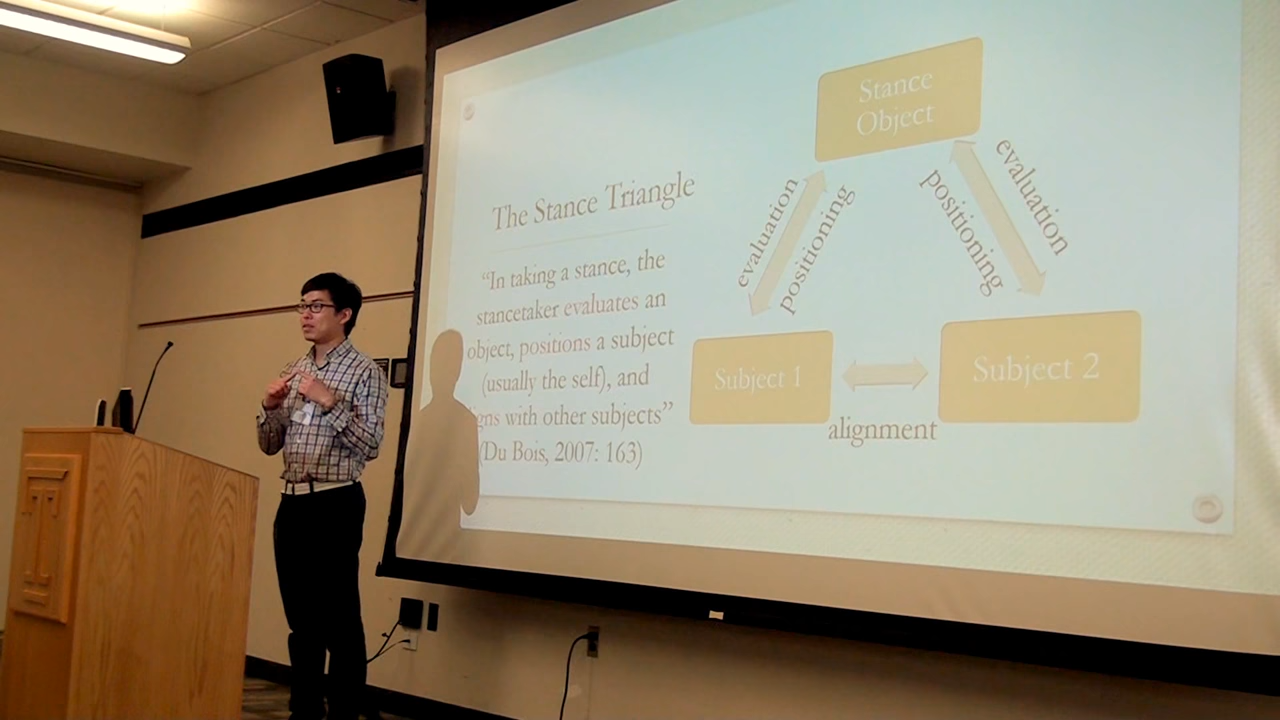 The Stance Triangle
“In taking a stance, the
stancetaker evaluates an
object, positions a subject
(usually the self), and
gns with other subjects”
(Du Bois, 2007: 163)
Stance
Object
evaluation
positioning
positioning
evaluation
Subject 1
Subject 2
alignment